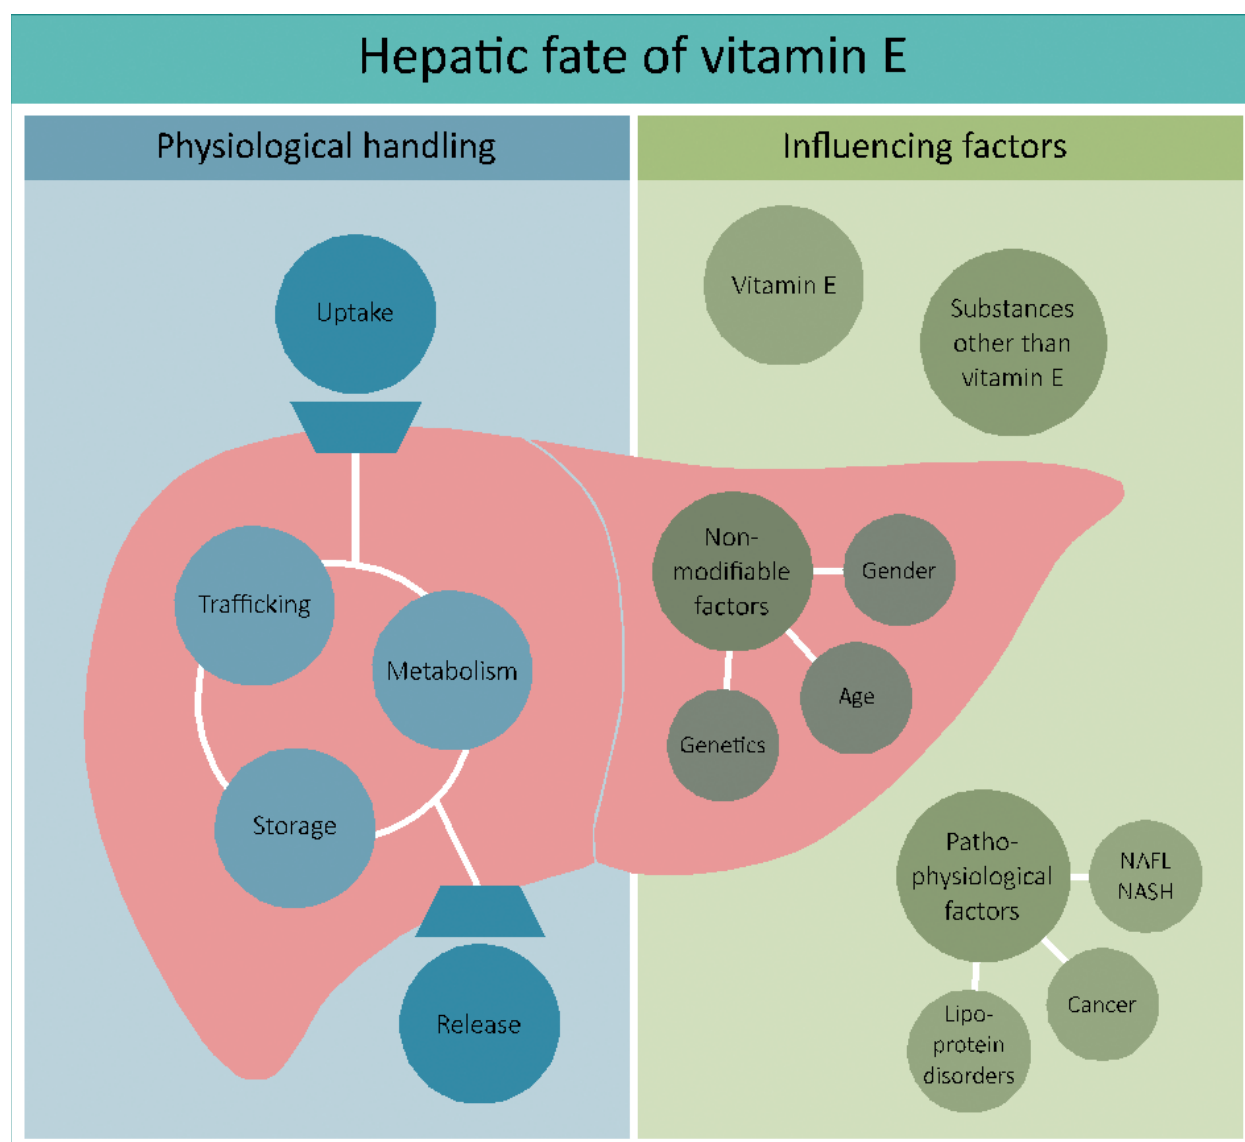 Hepatic fate of vitamin E
Physiological handling
Influencing factors
Uptake
Trafficking
Metabolism
Storage
Release
Vitamin E
Substances
other than
vitamin E
Non-
modifiable
factors
Gender
Age
Genetics
Patho-
physiological
factors
NAFL
NASH
Cancer
Lipo-
protein
disorders